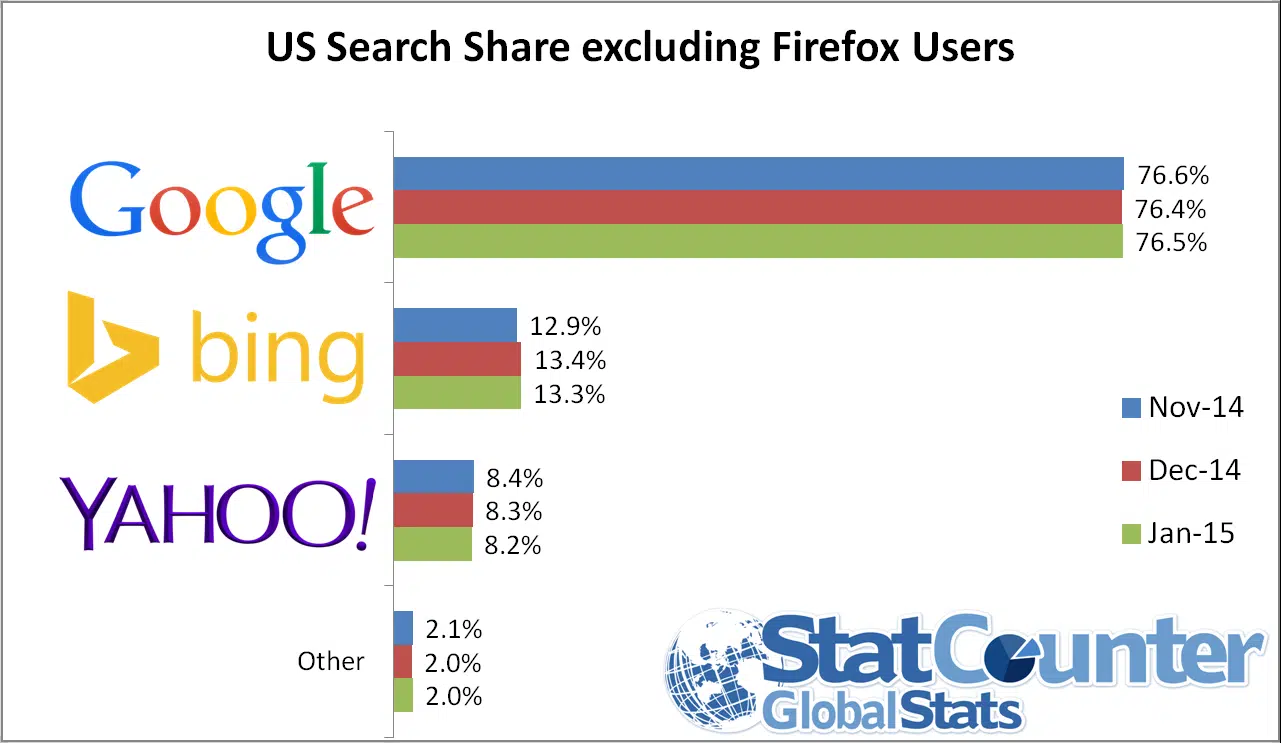 US Search Share excluding Firefox Users
Google
76.6%
76.4%
76.5%
bing
12.9%
13.4%
13.3%
YAHOO!
8.4%
8.3%
8.2%
Other
2.1%
2.0%
2.0%
Nov-14
Dec-14
Jan-15
StatCounter
GlobalStats